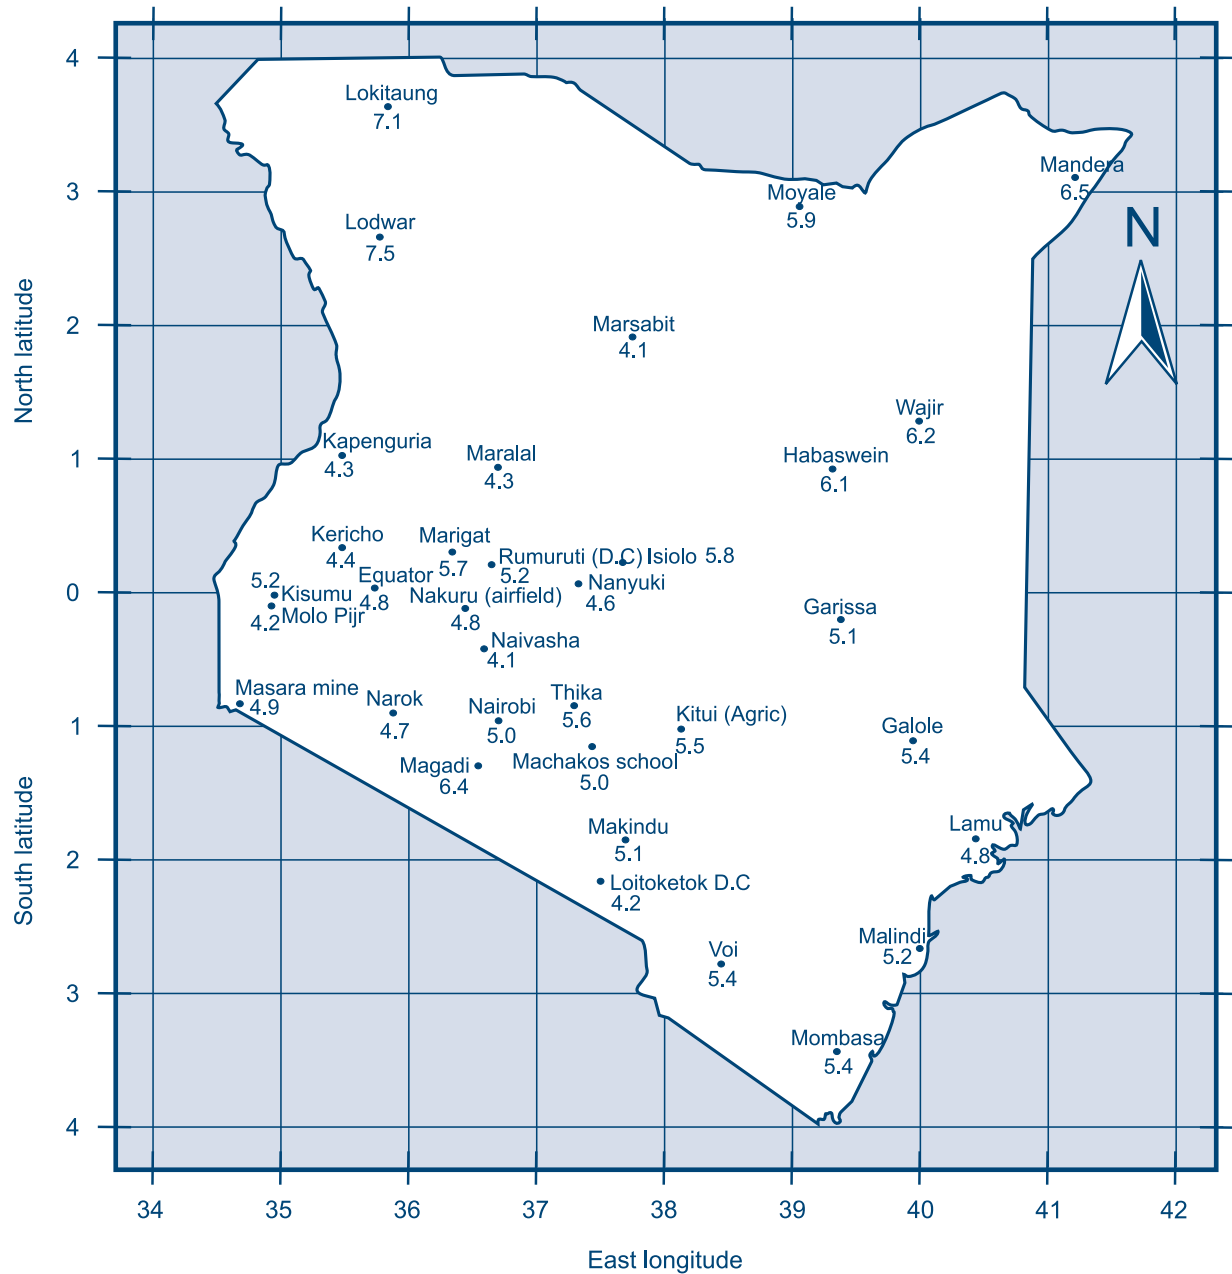 4
3
2
1
0
1
2
3
4
North latitude
South latitude
Lokitaung
7.1
Mandera
6.5
Moyale
5.9
Lodwar
7.5
N
Marsabit
4.1
Wajir
6.2
Kapenguria
4.3
Maralal
4.3
Habaswein
6.1
Kericho
4.4
Marigat
5.7
Rumuruti (D.C)
5.2
Isiolo 5.8
Equator
4.8
5.2
Kisumu
Molo Pijr
4.2
Nakuru (airfield)
4.8
Nanyuki
4.6
Garissa
5.1
Naivasha
4.1
Masara mine
4.9
Narok
4.7
Nairobi
5.0
Thika
5.6
Kitui (Agric)
5.5
Galole
5.4
Magadi
6.4
Machakos school
5.0
Makindu
5.1
Lamu
4.8
Loitoketok D.C
4.2
Malindi
5.2
Voi
5.4
Mombasa
5.4
34 35 36 37 38 39 40 41 42
East longitude